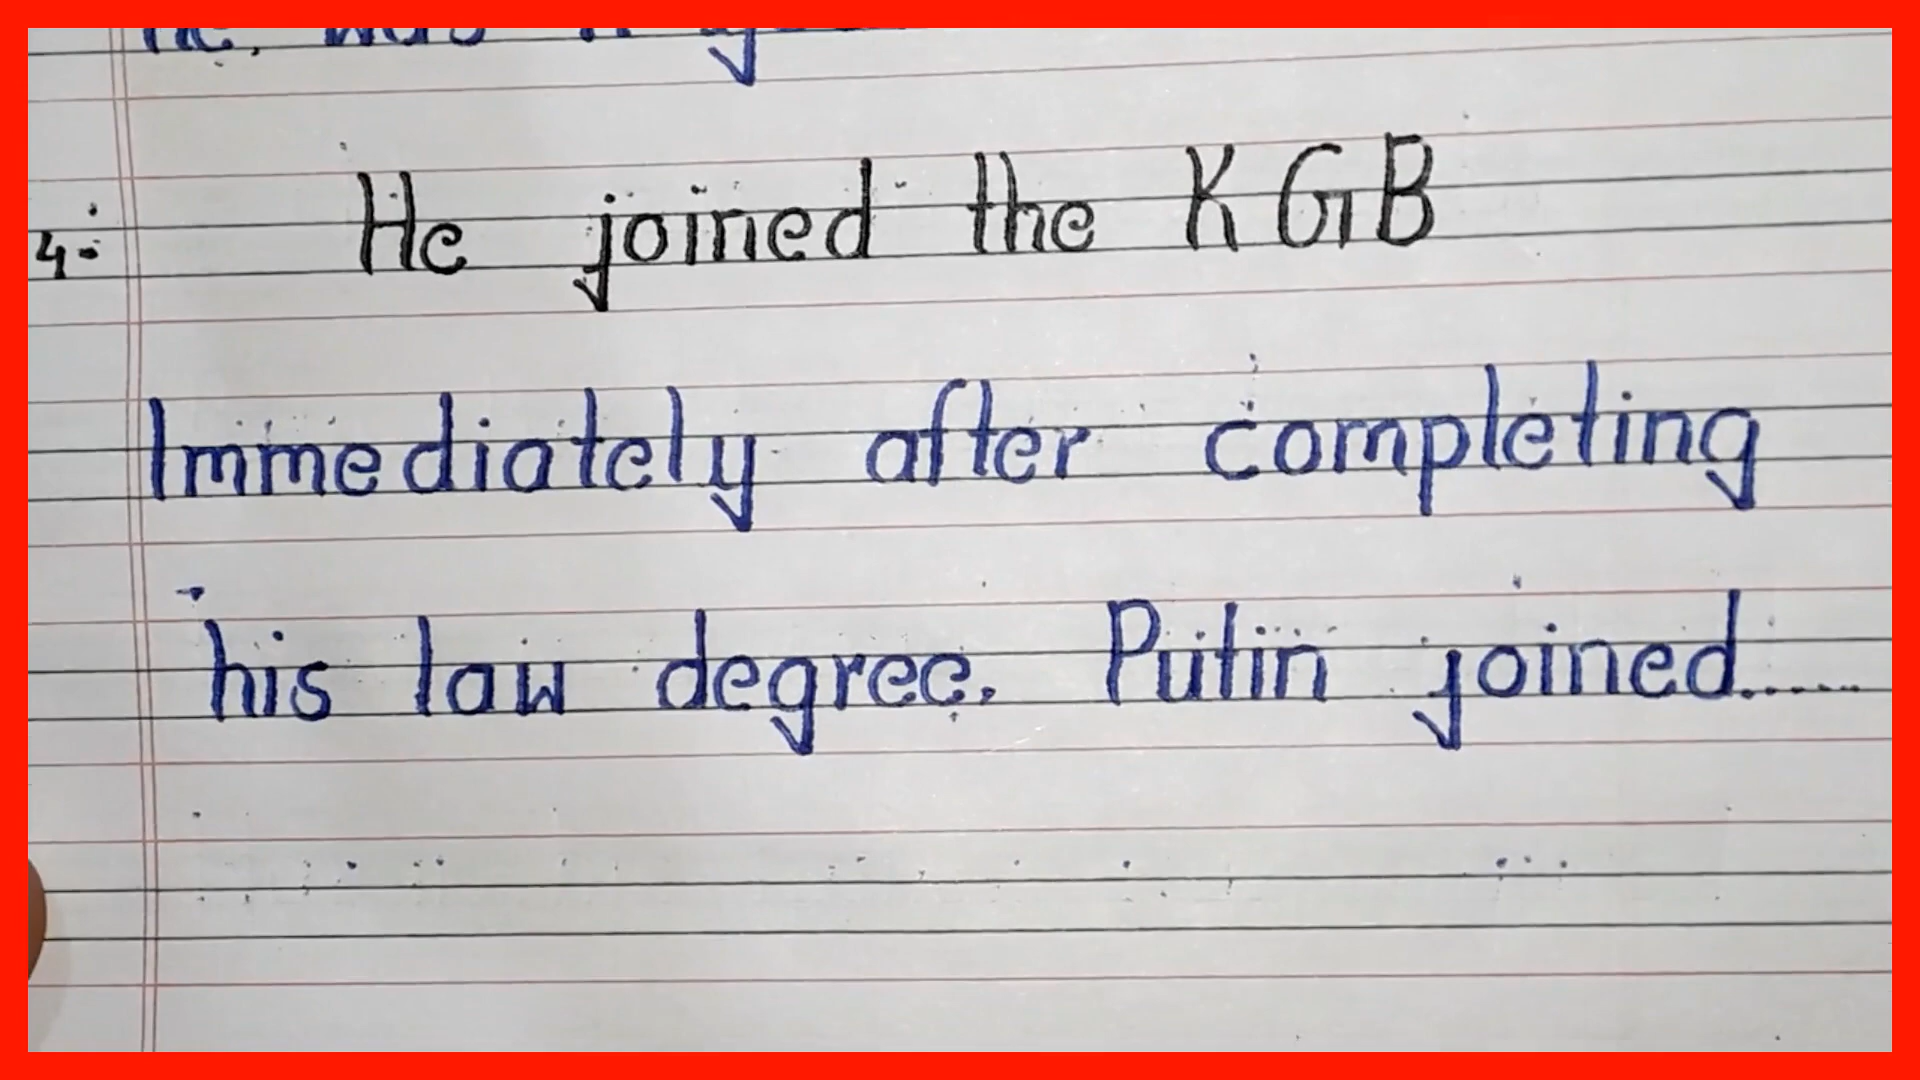 4:- He joined the KGB
Immediately after completing
his law degree. Putin joined......